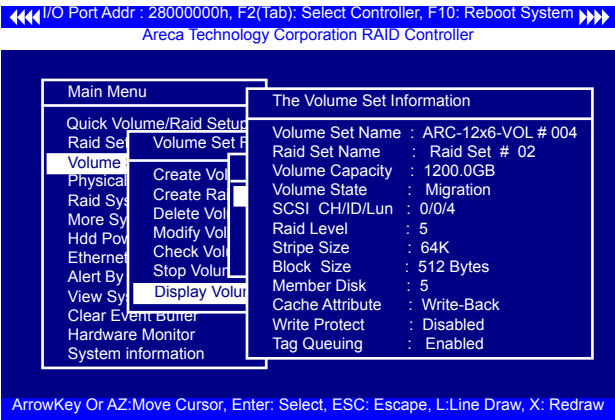 I/O Port Addr : 28000000h, F2(Tab): Select Controller, F10: Reboot System
Areca Technology Corporation RAID Controller
Main Menu
Quick Volume/Raid Setup
Raid Set
Volume
Physical
Raid Sys
More Sy
Hdd Pow
Ethernet
Alert By
View Sy
Clear Event Buffer
Hardware Monitor
System information
Volume Set F
Create Vol
Create Ra
Delete Vol
Modify Vol
Check Volu
Stop Volum
Display Volum
The Volume Set Information
Volume Set Name : ARC-12x6-VOL # 004
Raid Set Name : Raid Set # 02
Volume Capacity : 1200.0GB
Volume State : Migration
SCSI CH/ID/Lun : 0/0/4
Raid Level : 5
Stripe Size : 64K
Block Size : 512 Bytes
Member Disk : 5
Cache Attribute : Write-Back
Write Protect : Disabled
Tag Queuing : Enabled
ArrowKey Or AZ:Move Cursor, Enter: Select, ESC: Escape, L:Line Draw, X: Redraw